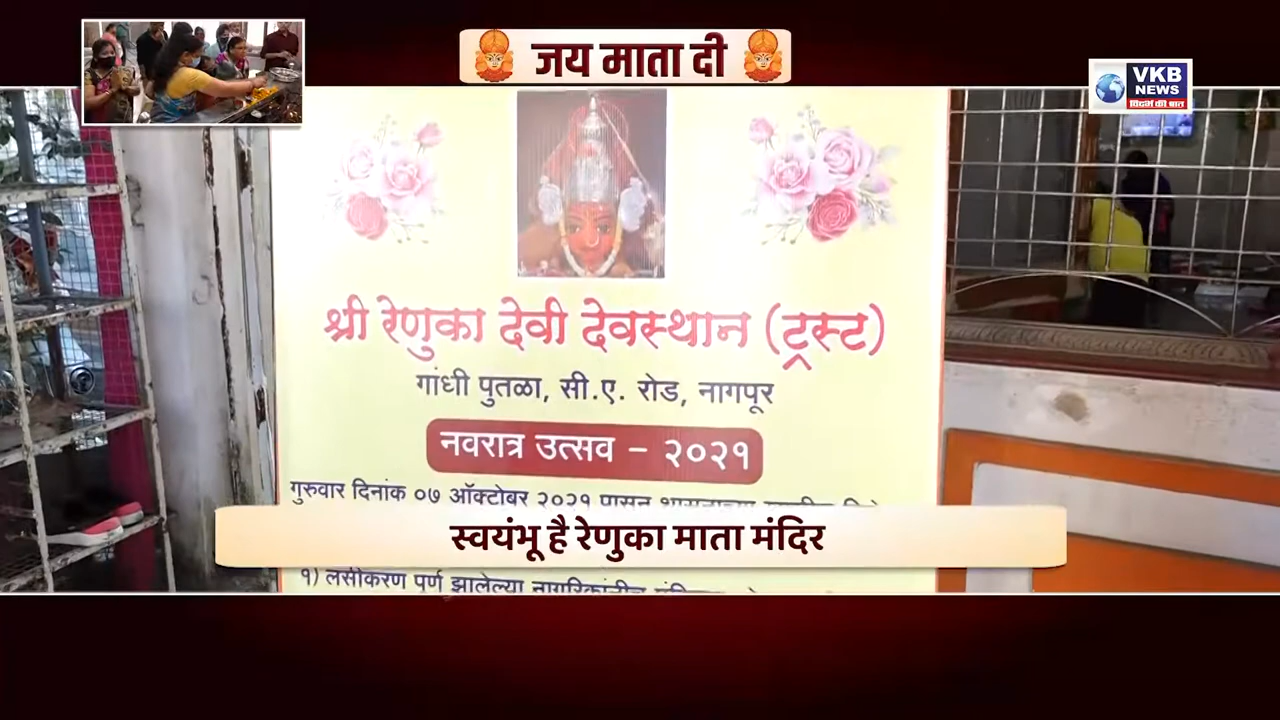 जय माता दी
VKB
NEWS
विदर्भ की बात
श्री रेणुका देवी देवस्थान (ट्रस्ट)
गांधी पुतळा, सी.ए. रोड, नागपूर
नवरात्र उत्सव – २०२१
गुरुवार दिनांक ०७ ऑक्टोबर २०२१ पासून
स्वयंभू है रेणुका माता मंदिर
१) लसीकरण पूर्ण झालेल्या